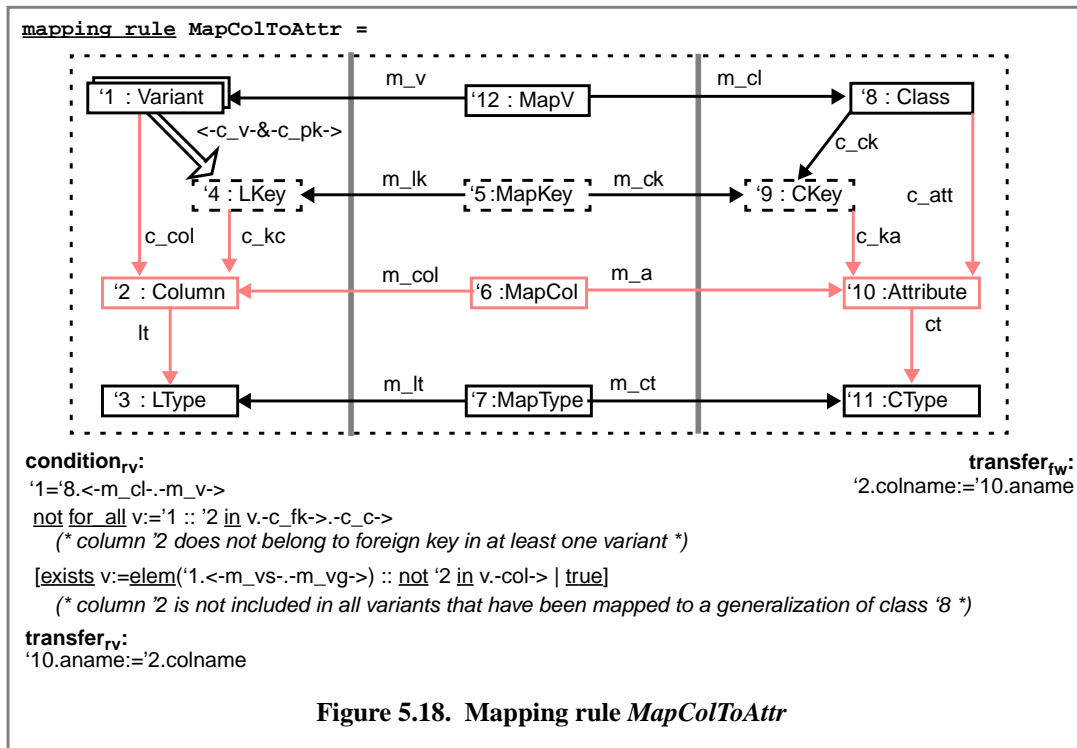 mapping rule MapColToAttr =
m_v
m_cl
‘1 : Variant
‘12 : MapV
‘8 : Class
<-c_v-&-c_pk->
c_ck
m_lk
m_ck
‘4 : LKey
‘5 :MapKey
‘9 : CKey
c_att
c_col
c_kc
c_ka
m_col
m_a
‘2 : Column
‘6 :MapCol
‘10 :Attribute
lt
ct
m_lt
m_ct
‘3 : LType
‘7 :MapType
‘11 :CType
condition_rv:
transfer_fw:
‘1=‘8.<-m_cl-.-m_v->
‘2.colname:=’10.aname
not for_all v:=’1 :: ’2 in v.-c_fk->.-c_c->
(* column ’2 does not belong to foreign key in at least one variant *)
[exists v:=elem(‘1.<-m_vs-.-m_vg->) :: not ‘2 in v.-col-> | true]
(* column ‘2 is not included in all variants that have been mapped to a generalization of class ‘8 *)
transfer_rv:
‘10.aname:=’2.colname
Figure 5.18. Mapping rule MapColToAttr